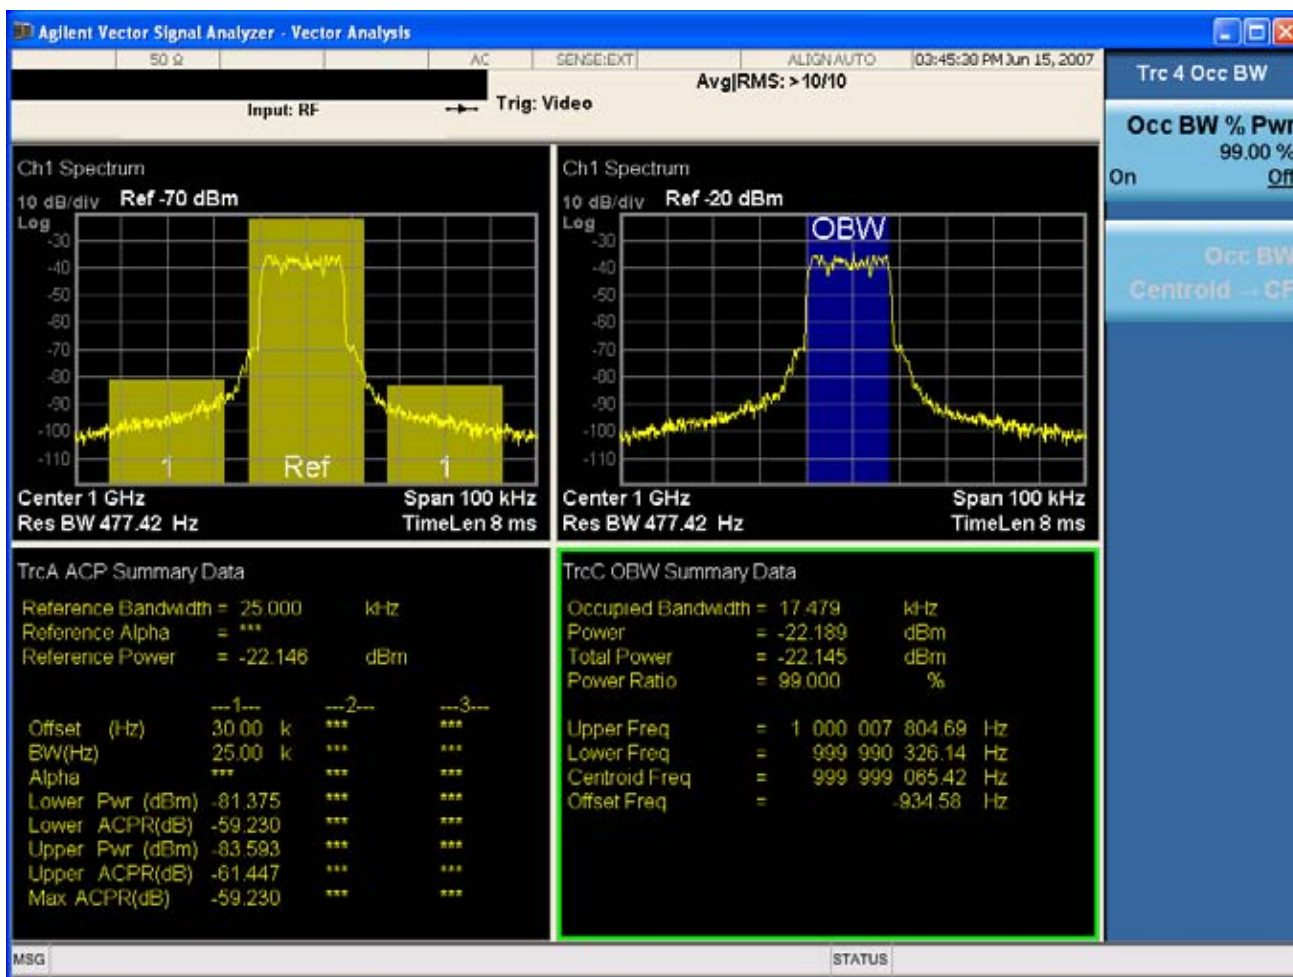 Agilent Vector Signal Analyzer - Vector Analysis
50 Ω AC SENSE:EXT ALIGN AUTO 03:45:30 PM Jun 15, 2007
Avg|RMS: >10/10
Input: RF Trig: Video
Trc 4 Occ BW
Occ BW % Pwr
99.00 %
On Off
Occ BW
Centroid → CF
Ch1 Spectrum
10 dB/div Ref -70 dBm
Log
-30
-40
-50
-60
-70
-80
-90
-100
-110
1 Ref 1
Center 1 GHz Span 100 kHz
Res BW 477.42 Hz TimeLen 8 ms
Ch1 Spectrum
10 dB/div Ref -20 dBm
Log
OBW
-30
-40
-50
-60
-70
-80
-90
-100
-110
Center 1 GHz Span 100 kHz
Res BW 477.42 Hz TimeLen 8 ms
TrcA ACP Summary Data
Reference Bandwidth = 25.000 kHz
Reference Alpha = ***
Reference Power = -22.146 dBm
---1--- ---2--- ---3---
Offset (Hz) 30.00 k *** ***
BW(Hz) 25.00 k *** ***
Alpha *** *** ***
Lower Pwr (dBm) -81.375 *** ***
Lower ACPR(dB) -59.230 *** ***
Upper Pwr (dBm) -83.593 *** ***
Upper ACPR(dB) -61.447 *** ***
Max ACPR(dB) -59.230 *** ***
TrcC OBW Summary Data
Occupied Bandwidth = 17.479 kHz
Power = -22.189 dBm
Total Power = -22.145 dBm
Power Ratio = 99.000 %
Upper Freq = 1 000 007 804.69 Hz
Lower Freq = 999 990 326.14 Hz
Centroid Freq = 999 999 065.42 Hz
Offset Freq = -934.58 Hz
MSG STATUS